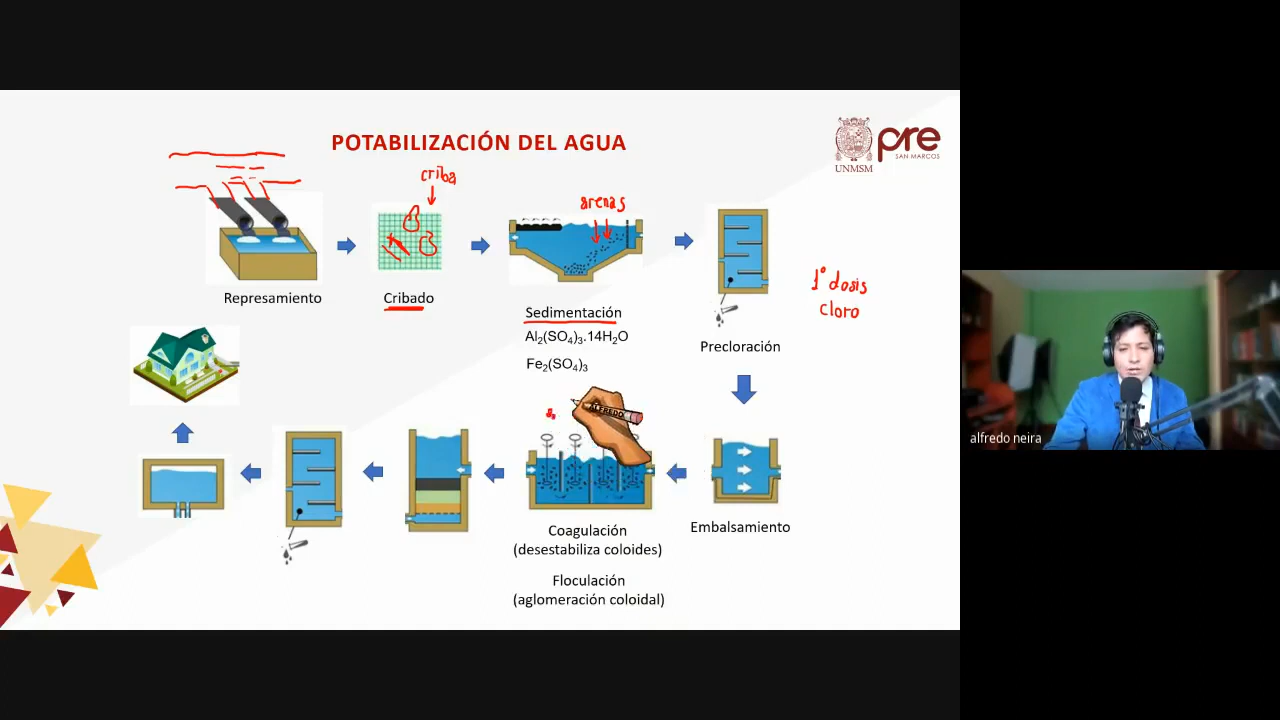 POTABILIZACIÓN DEL AGUA
UNMSM
pre
SAN MARCOS
criba
arenas
Represamiento
Cribado
Sedimentación
Al₂(SO₄)₃.14H₂O
Fe₂(SO₄)₃
Precloración
1° dosis
cloro
ALFREDO
Coagulación
(desestabiliza coloides)
Floculación
(aglomeración coloidal)
Embalsamiento
alfredo neira